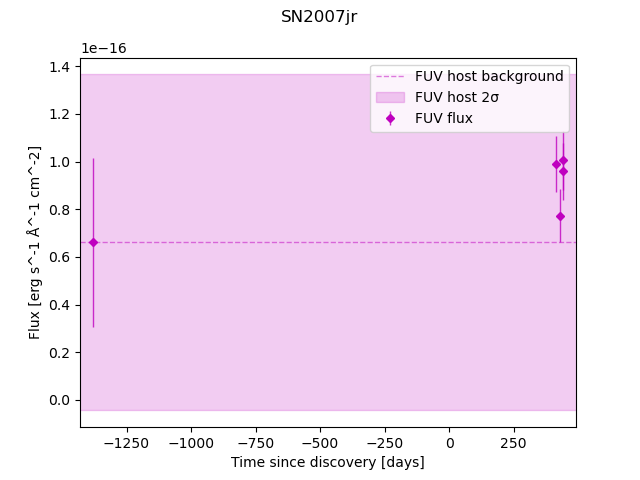 SN2007jr
1e−16
FUV host background
FUV host 2σ
FUV flux
1.4
1.2
1.0
0.8
0.6
0.4
0.2
0.0
Flux [erg s^-1 Å^-1 cm^-2]
−1250 −1000 −750 −500 −250 0 250
Time since discovery [days]